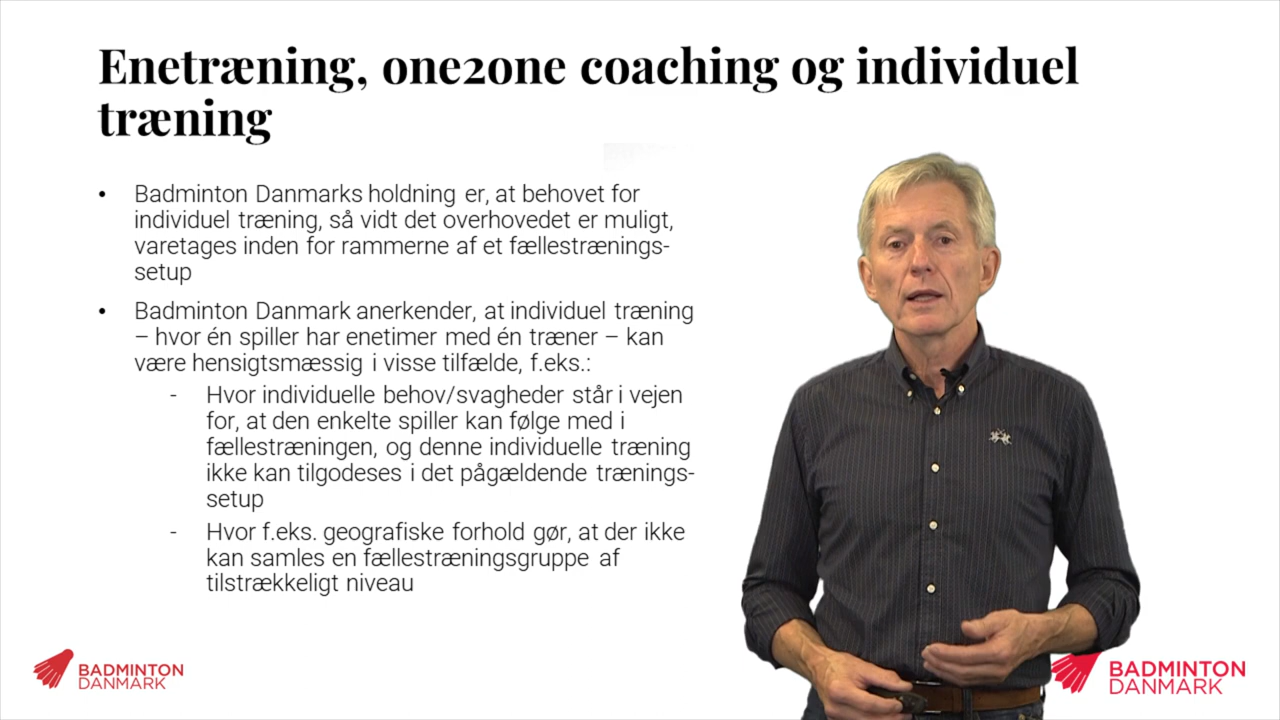 Enetræning, one2one coaching og individuel
træning
• Badminton Danmarks holdning er, at behovet for
individuel træning, så vidt det overhovedet er muligt,
varetages inden for rammerne af et fællestrænings-
setup
• Badminton Danmark anerkender, at individuel træning
– hvor én spiller har enetimer med én træner – kan
være hensigtsmæssig i visse tilfælde, f.eks.:
- Hvor individuelle behov/svagheder står i vejen
for, at den enkelte spiller kan følge med i
fællestræningen, og denne individuelle træning
ikke kan tilgodeses i det pågældende trænings-
setup
- Hvor f.eks. geografiske forhold gør, at der ikke
kan samles en fællestræningsgruppe af
tilstrækkeligt niveau
BADMINTON
DANMARK
BADMINTON
DANMARK